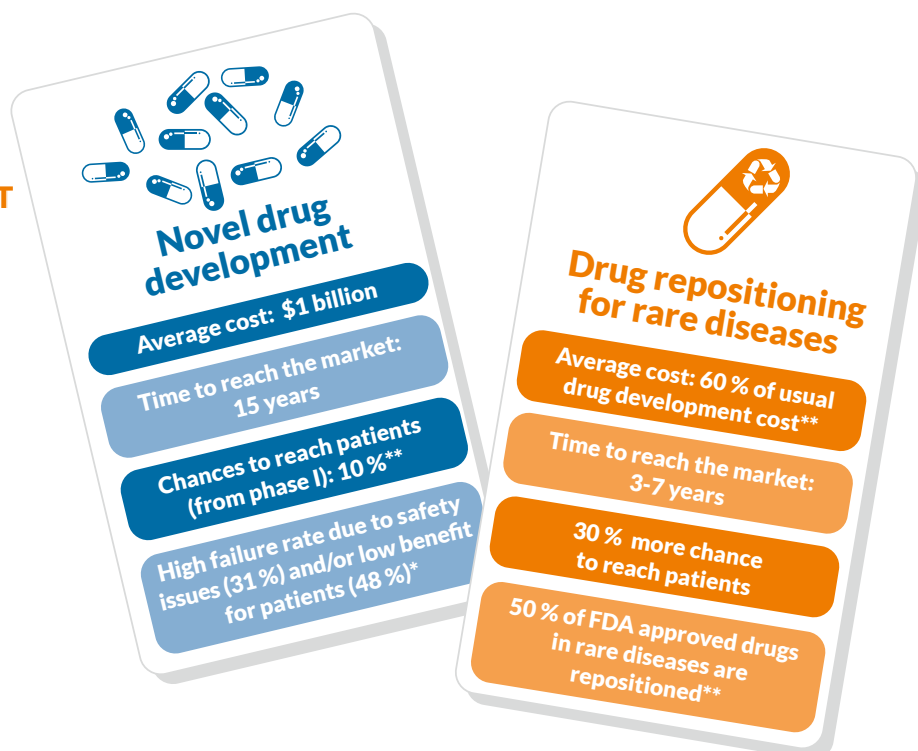 T
Novel drug
development
Average cost: $1 billion
Time to reach the market:
15 years
Chances to reach patients
(from phase I): 10 %**
High failure rate due to safety
issues (31 %) and/or low benefit
for patients (48 %)*
Drug repositioning
for rare diseases
Average cost: 60 % of usual
drug development cost**
Time to reach the market:
3-7 years
30 % more chance
to reach patients
50 % of FDA approved drugs
in rare diseases are
repositioned**